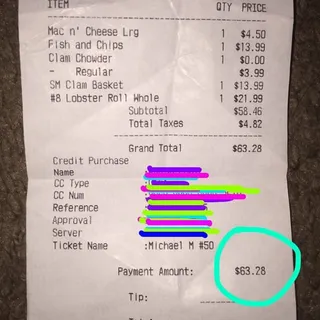 ITEM QTY PRICE
Mac n' Cheese Lrg 1 $4.50
Fish and Chips 1 $13.99
Clam Chowder 1 $0.00
- Regular $3.99
SM Clam Basket 1 $13.99
#8 Lobster Roll Whole 1 $21.99
Subtotal $58.46
Total Taxes $4.82
Grand Total $63.28
Credit Purchase
Name
CC Type
CC Num
Reference
Approval
Server
Ticket Name :Michael M #50
Payment Amount: $63.28
Tip: